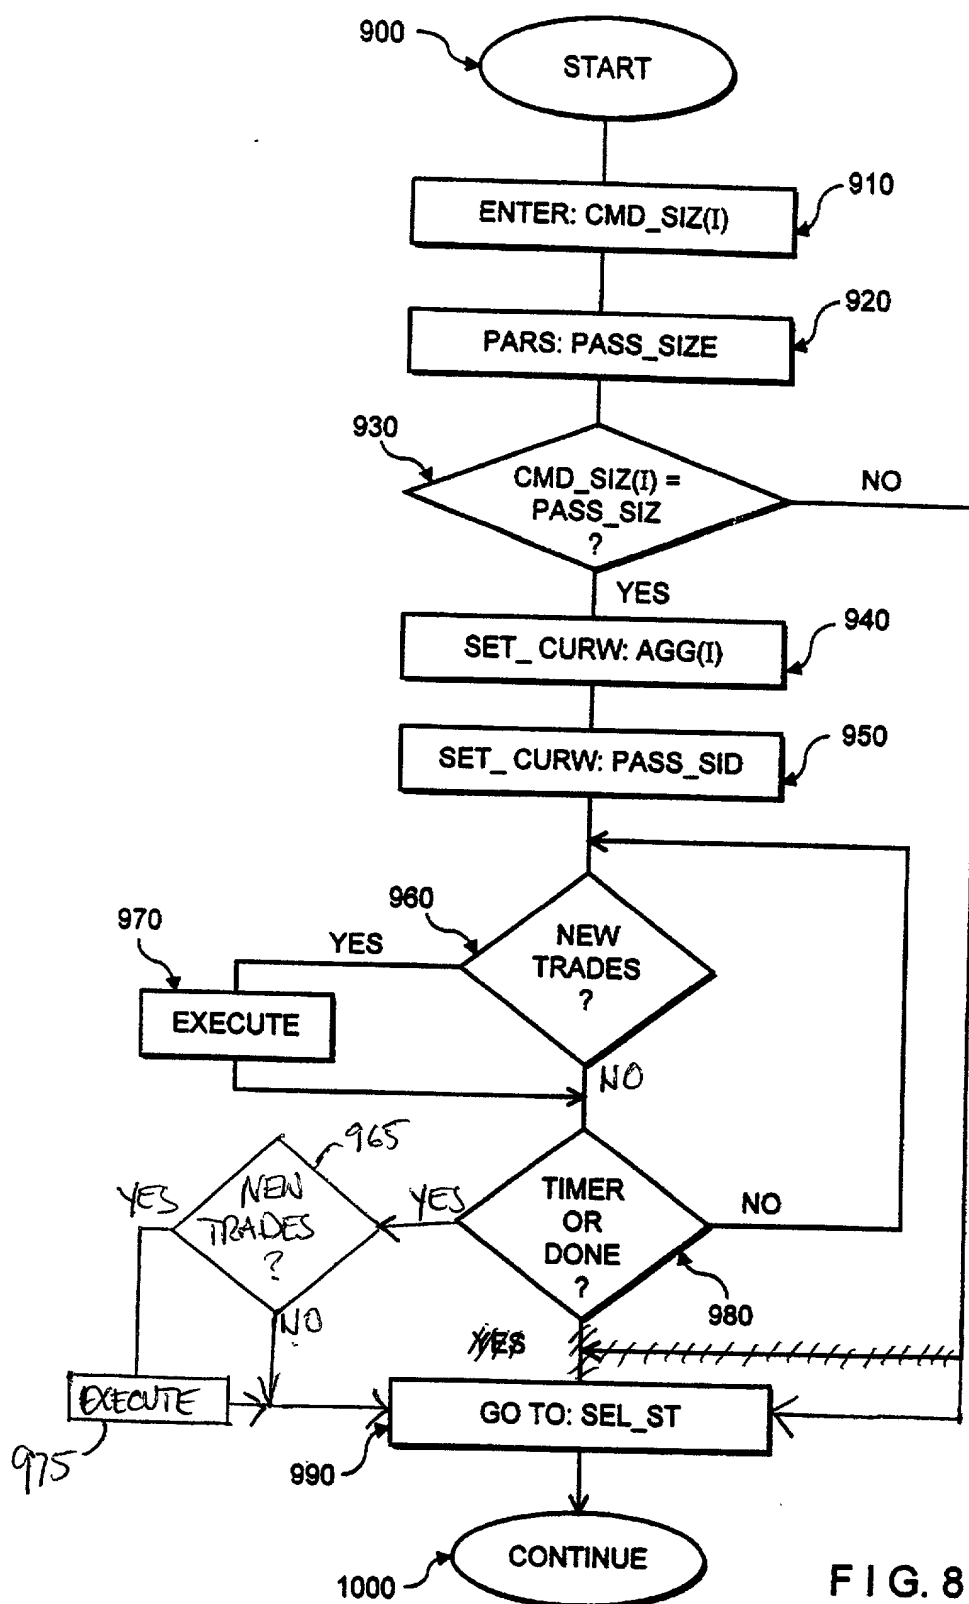 900
START
910
ENTER: CMD_SIZ(I)
920
PARS: PASS_SIZE
930
CMD_SIZ(I) =
PASS_SIZ
?
NO
YES
940
SET_ CURW: AGG(I)
950
SET_ CURW: PASS_SID
960
970
YES
NEW
TRADES
?
EXECUTE
NO
965
YES
NEW
TRADES
?
YES
TIMER
OR
DONE
?
NO
980
NO
YES
EXECUTE
GO TO: SEL_ST
975
990
CONTINUE
1000
FIG. 8